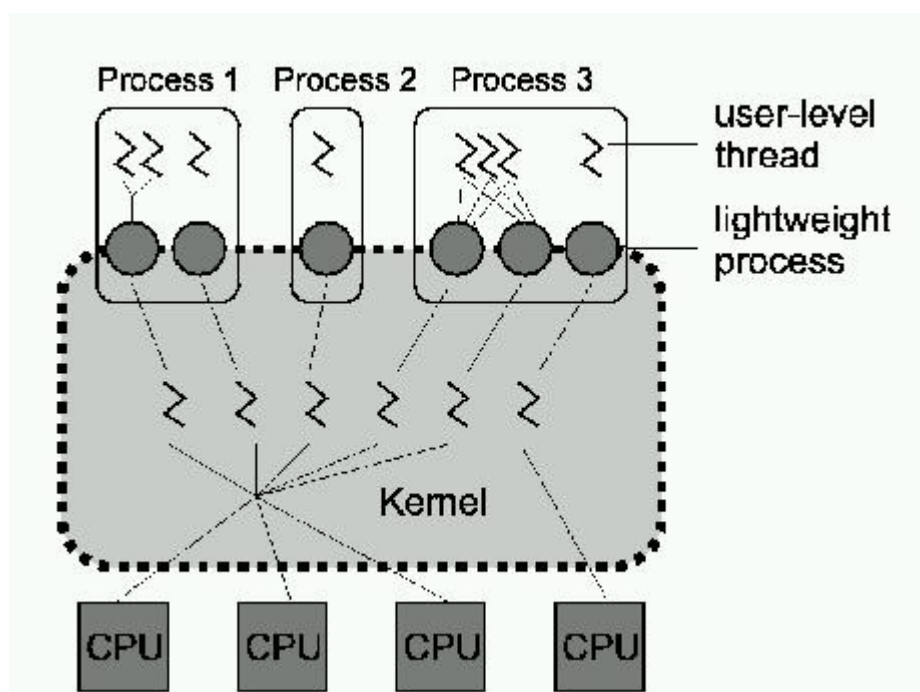 Process 1
Process 2
Process 3
user-level
thread
lightweight
process
Kernel
CPU
CPU
CPU
CPU